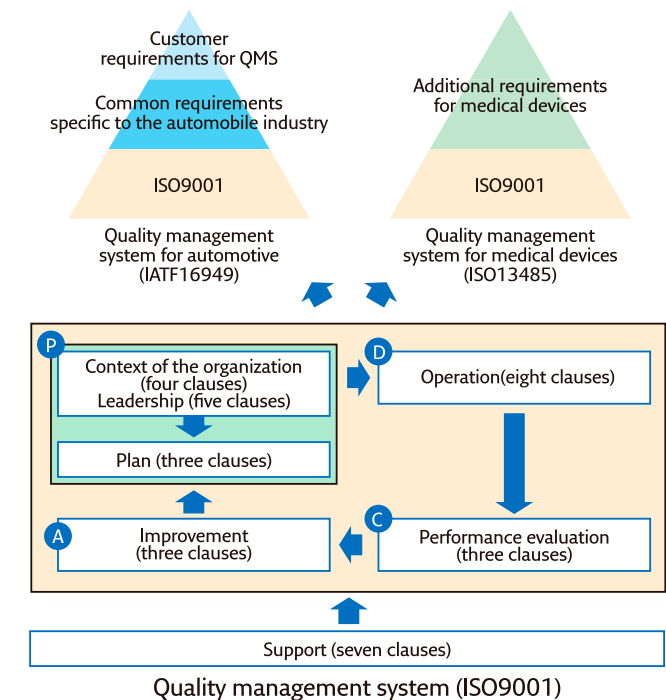 Customer
requirements for QMS
Common requirements
specific to the automobile industry
ISO9001
Quality management
system for automotive
(IATF16949)
Additional requirements
for medical devices
ISO9001
Quality management
system for medical devices
(ISO13485)
P
Context of the organization
(four clauses)
Leadership (five clauses)
Plan (three clauses)
D
Operation(eight clauses)
A
Improvement
(three clauses)
C
Performance evaluation
(three clauses)
Support (seven clauses)
Quality management system (ISO9001)